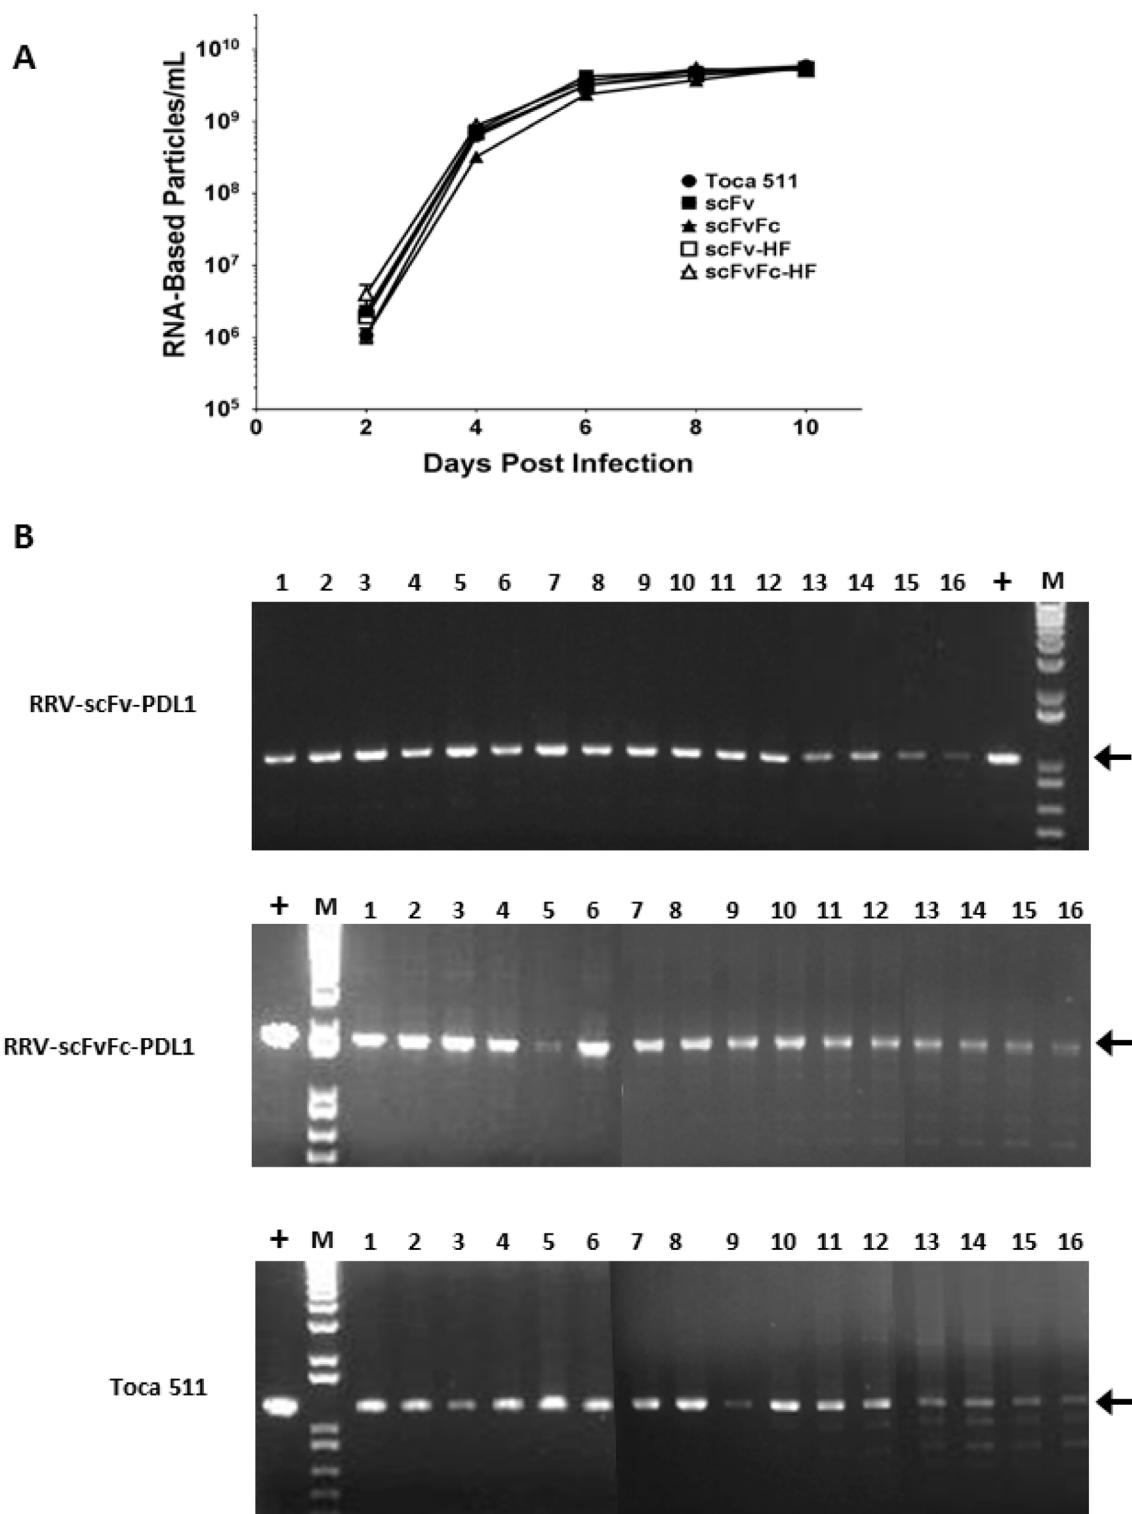 A
RNA-Based Particles/mL
10¹⁰
10⁹
10⁸
10⁷
10⁶
10⁵
0 2 4 6 8 10
Days Post Infection
Toca 511
scFv
scFvFc
scFv-HF
scFvFc-HF
B
1 2 3 4 5 6 7 8 9 10 11 12 13 14 15 16 + M
RRV-scFv-PDL1
+ M 1 2 3 4 5 6 7 8 9 10 11 12 13 14 15 16
RRV-scFvFc-PDL1
+ M 1 2 3 4 5 6 7 8 9 10 11 12 13 14 15 16
Toca 511